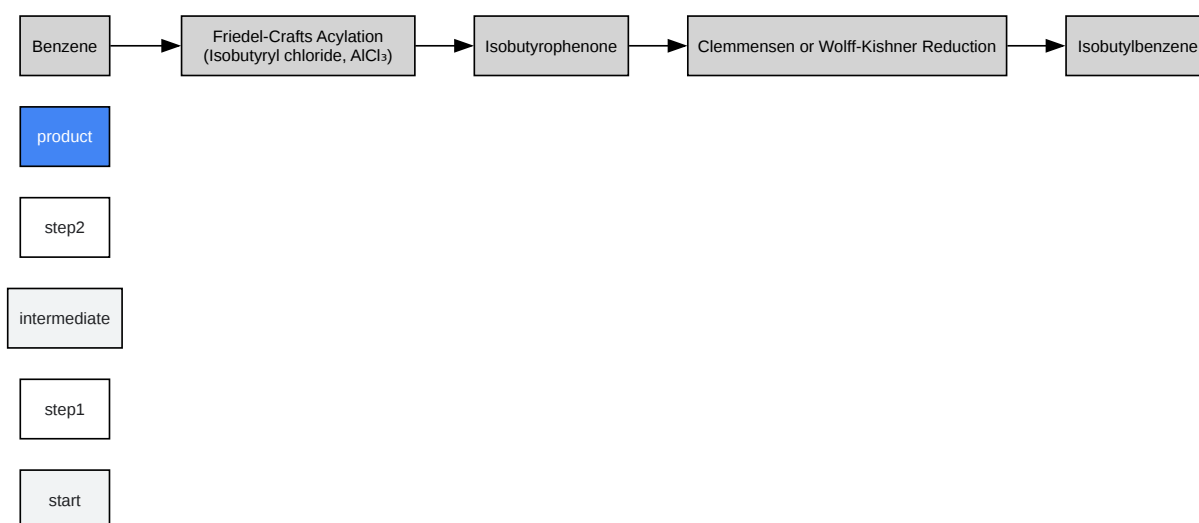 Benzene
Friedel-Crafts Acylation
(Isobutyryl chloride, AlCl₃)
Isobutyrophenone
Clemmensen or Wolff-Kishner Reduction
Isobutylbenzene
product
step2
intermediate
step1
start